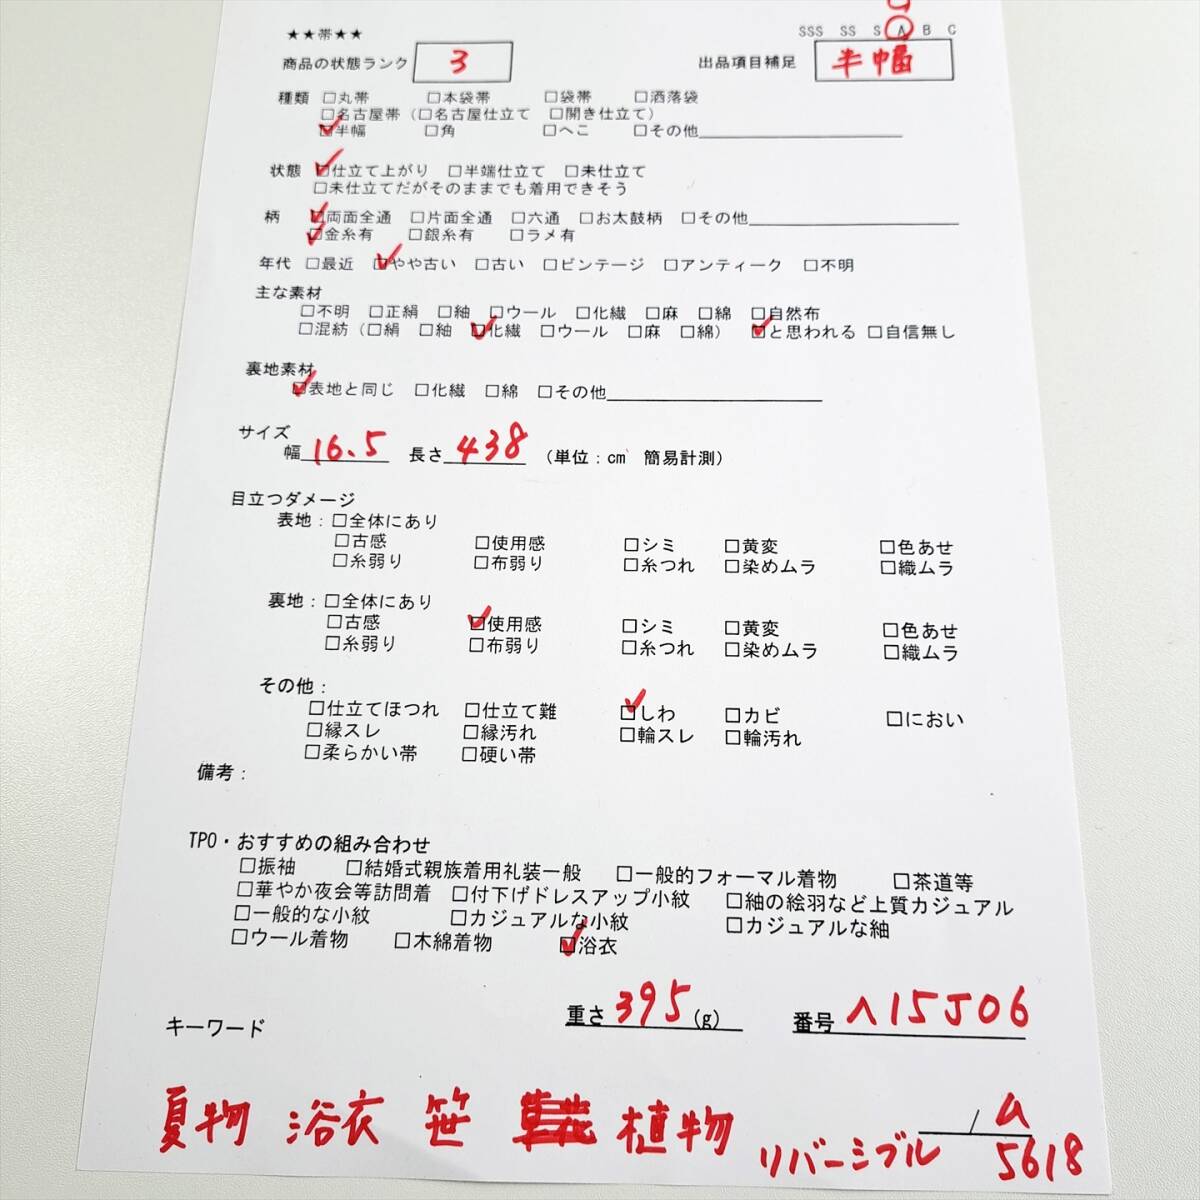 ★★帯★★ SSS SS S A B C
商品の状態ランク 3 出品項目補足 半幅
種類 □丸帯 □本袋帯 □袋帯 □洒落袋
□名古屋帯（□名古屋仕立て □開き仕立て）
☑半幅 □角 □へこ □その他
状態 ☑仕立て上がり □半端仕立て □未仕立て
□未仕立てだがそのままでも着用できそう
柄 ☑両面全通 □片面全通 □六通 □お太鼓柄 □その他
☑金糸有 □銀糸有 □ラメ有
年代 □最近 ☑やや古い □古い □ビンテージ □アンティーク □不明
主な素材
□不明 □正絹 □紬 □ウール □化繊 □麻 □綿 □自然布
□混紡（□絹 □紬 ☑化繊 □ウール □麻 □綿） ☑と思われる □自信無し
裏地素材
☑表地と同じ □化繊 □綿 □その他
サイズ
幅 16.5 長さ 438 （単位：cm 簡易計測）
目立つダメージ
表地：□全体にあり
□古感 □使用感 □シミ □黄変 □色あせ
□糸弱り □布弱り □糸つれ □染めムラ □織ムラ
裏地：□全体にあり
□古感 ☑使用感 □シミ □黄変 □色あせ
□糸弱り □布弱り □糸つれ □染めムラ □織ムラ
その他：
□仕立てほつれ □仕立て難 ☑しわ □カビ □におい
□縁スレ □縁汚れ □輪スレ □輪汚れ
□柔らかい帯 □硬い帯
備考：
TPO・おすすめの組み合わせ
□振袖 □結婚式親族着用礼装一般 □一般的フォーマル着物 □茶道等
□華やか夜会等訪問着 □付下げドレスアップ小紋 □紬の絵羽など上質カジュアル
□一般的な小紋 □カジュアルな小紋 □カジュアルな紬
□ウール着物 □木綿着物 ☑浴衣
重さ 395 (g) 番号 へ15J06
キーワード
夏物 浴衣 笹 植物 リバーシブル
/
5618